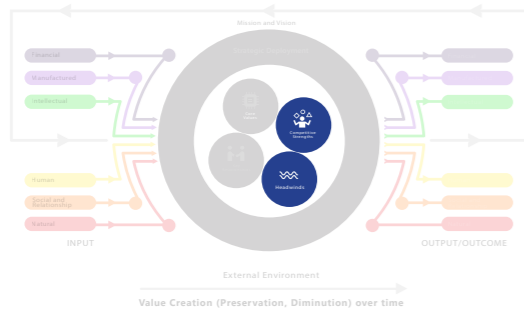 Mission and Vision
Financial
Manufactured
Intellectual
Competitive
Strengths
Headwinds
Human
Social and
Relationship
Natural
INPUT
OUTPUT/OUTCOME
External Environment
Value Creation (Preservation, Diminution) over time